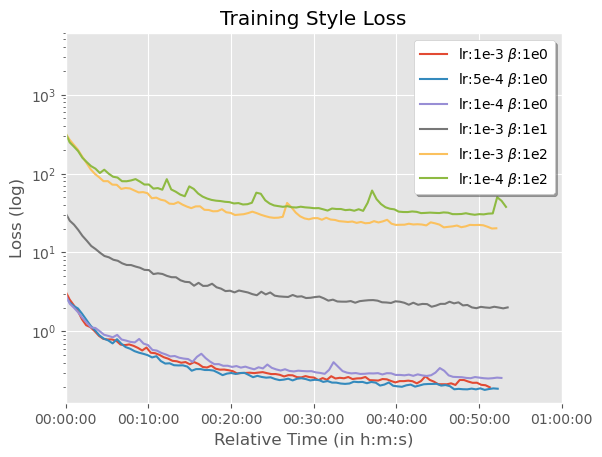 Training Style Loss
Loss (log)
10³
10²
10¹
10⁰
lr:1e-3 β:1e0
lr:5e-4 β:1e0
lr:1e-4 β:1e0
lr:1e-3 β:1e1
lr:1e-3 β:1e2
lr:1e-4 β:1e2
00:00:00 00:10:00 00:20:00 00:30:00 00:40:00 00:50:00 01:00:00
Relative Time (in h:m:s)